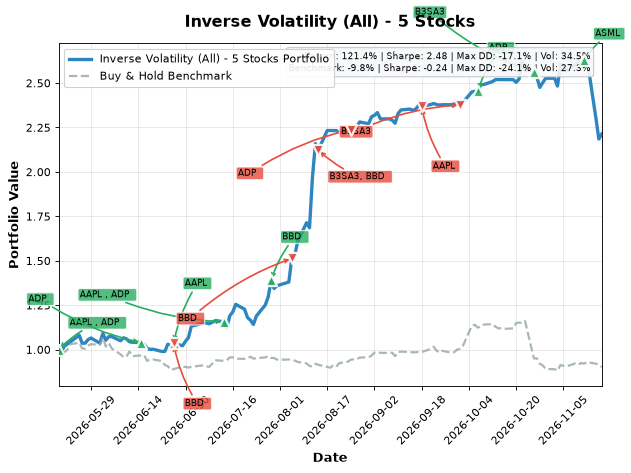 Inverse Volatility (All) - 5 Stocks
B3SA3
ASML
ADP
Inverse Volatility (All) - 5 Stocks Portfolio
Buy & Hold Benchmark
: 121.4% | Sharpe: 2.48 | Max DD: -17.1% | Vol: 34.5%
: -9.8% | Sharpe: -0.24 | Max DD: -24.1% | Vol: 27.3%
2.50
2.25
2.00
1.75
1.50
1.25
1.00
Portfolio Value
B3SA3
ADP
AAPL
B3SA3, BBD
BBD
AAPL
AAPL , ADP
ADP
BBD
AAPL , ADP
BBD
2026-05-29
2026-06-14
2026-07-16
2026-08-01
2026-08-17
2026-09-02
2026-09-18
2026-10-04
2026-10-20
2026-11-05
Date